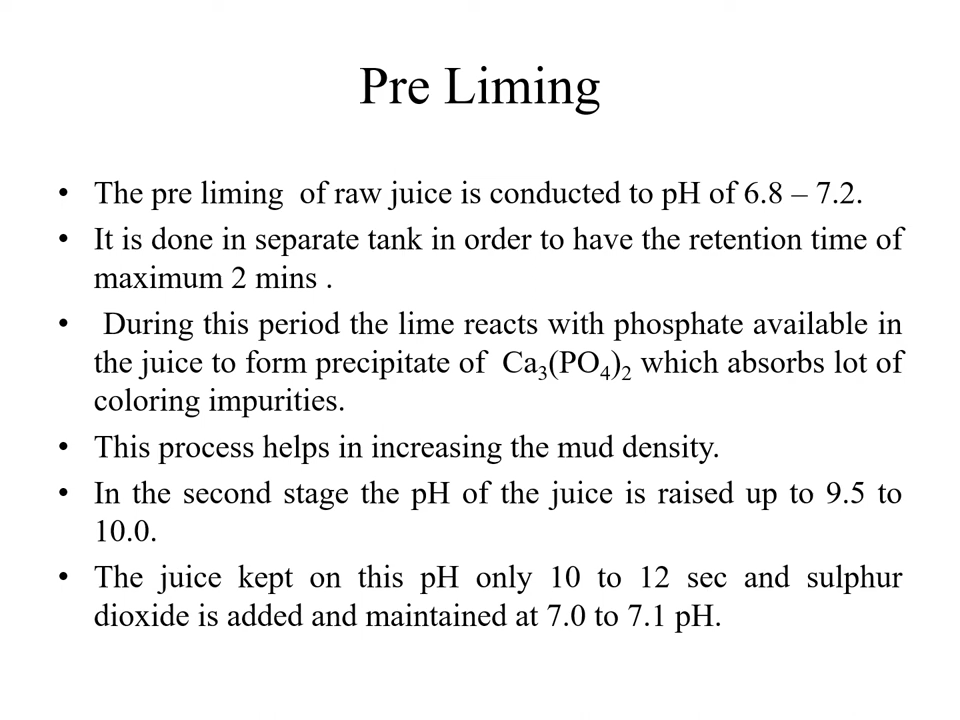 Pre Liming
• The pre liming  of raw juice is conducted to pH of 6.8 – 7.2.
• It is done in separate tank in order to have the retention time of
maximum 2 mins .
•  During this period the lime reacts with phosphate available in
the juice to form precipitate of  Ca₃(PO₄)₂ which absorbs lot of
coloring impurities.
• This process helps in increasing the mud density.
• In the second stage the pH of the juice is raised up to 9.5 to
10.0.
• The juice kept on this pH only 10 to 12 sec and sulphur
dioxide is added and maintained at 7.0 to 7.1 pH.